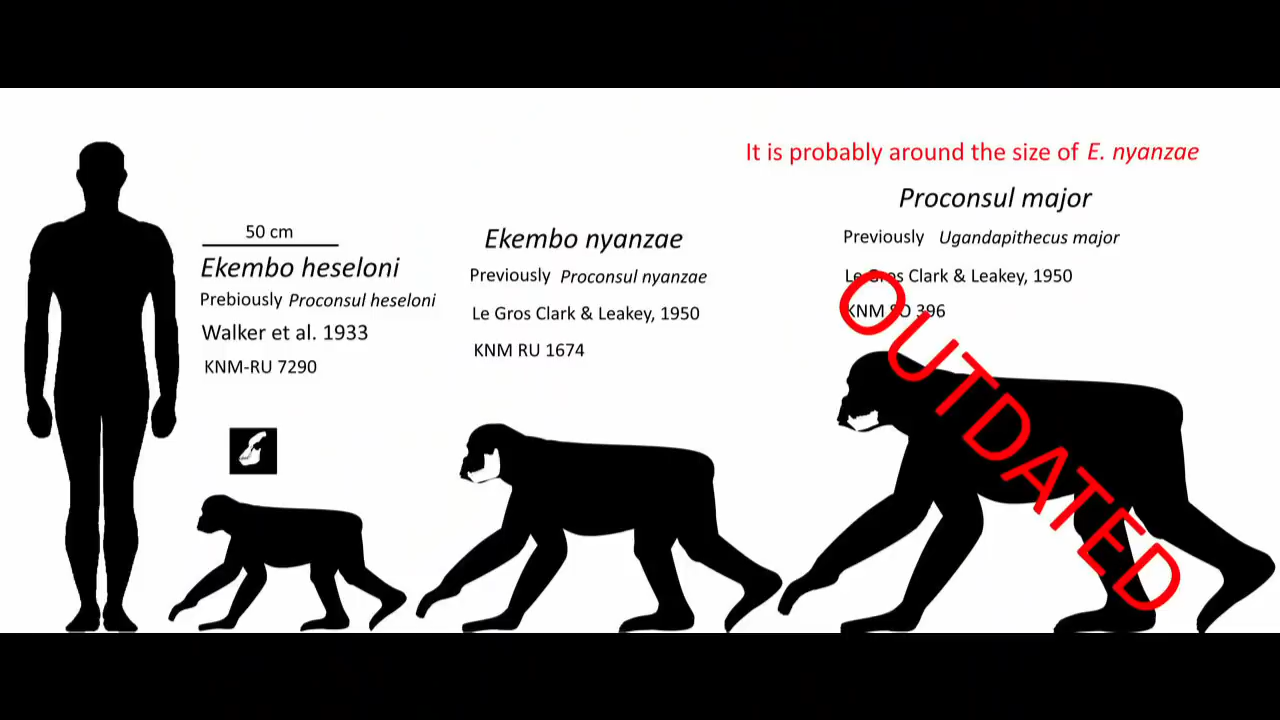 50 cm
Ekembo heseloni
Prebiously Proconsul heseloni
Walker et al. 1933
KNM-RU 7290
Ekembo nyanzae
Previously Proconsul nyanzae
Le Gros Clark & Leakey, 1950
KNM RU 1674
It is probably around the size of E. nyanzae
Proconsul major
Previously Ugandapithecus major
Le Gros Clark & Leakey, 1950
KNM SO 396
OUTDATED